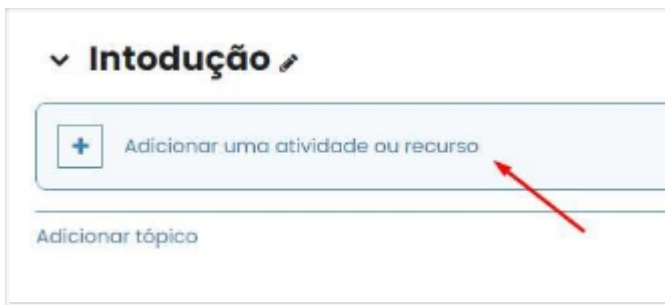 Intodução
Adicionar uma atividade ou recurso
Adicionar tópico